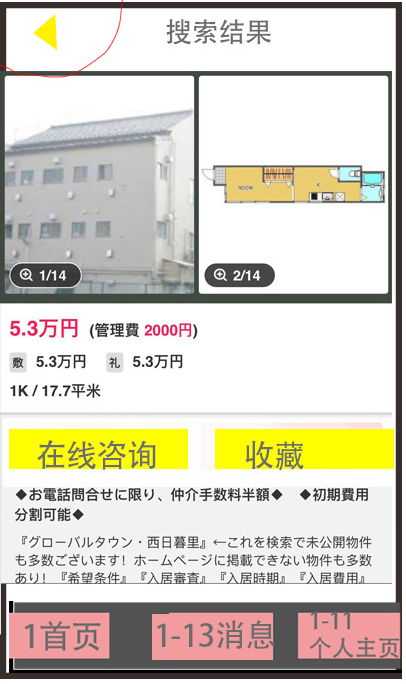 搜索结果
ROOM
K
1/14
2/14
5.3万円 (管理費 2000円)
敷 5.3万円 礼 5.3万円
1K / 17.7平米
在线咨询 收藏
◆お電話問合せに限り、仲介手数料半額◆ ◆初期費用
分割可能◆
『グローバルタウン・西日暮里』←これを検索で未公開物件
も多数ございます！ホームページに掲載できない物件も多数
あり！『希望条件』『入居審査』『入居時期』『入居費用』
1首页 1-13消息 1-11
个人主页